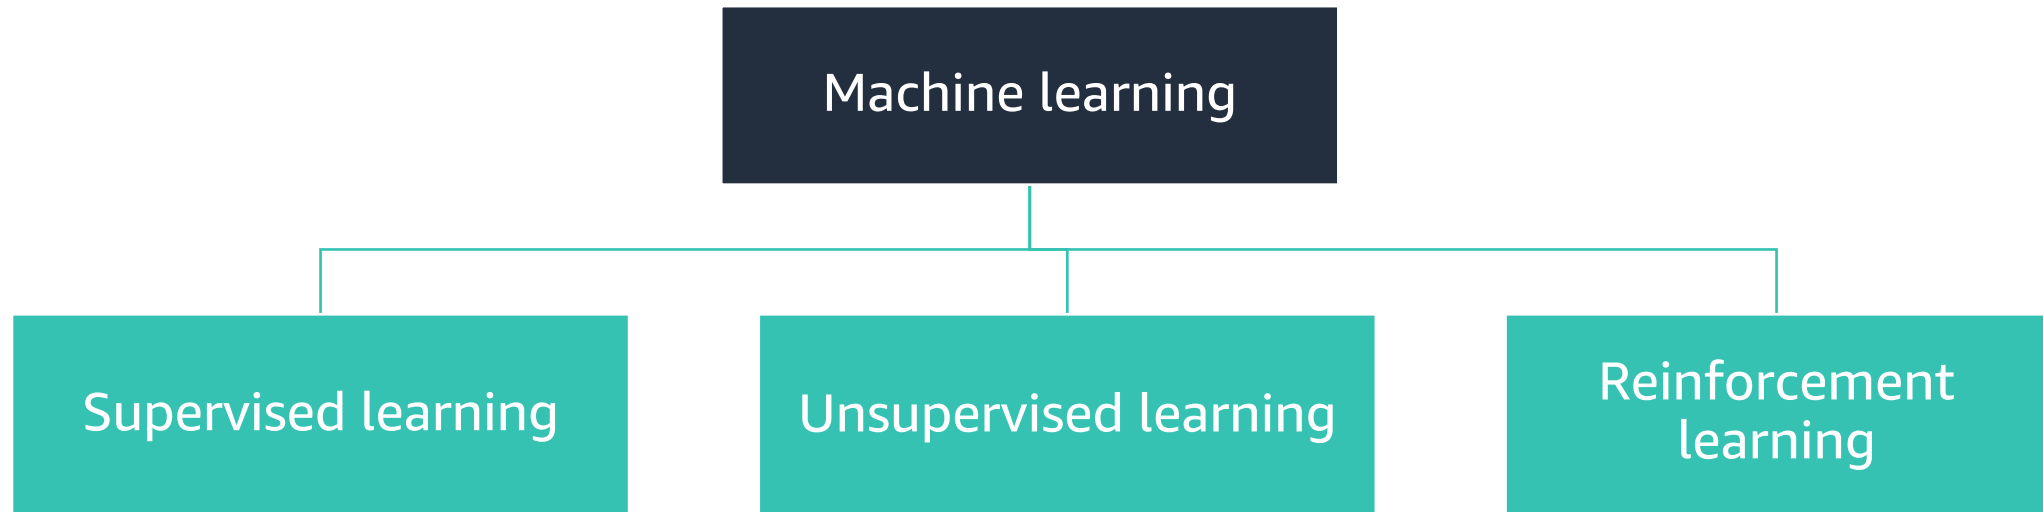 Machine learning
Supervised learning
Unsupervised learning
Reinforcement
learning